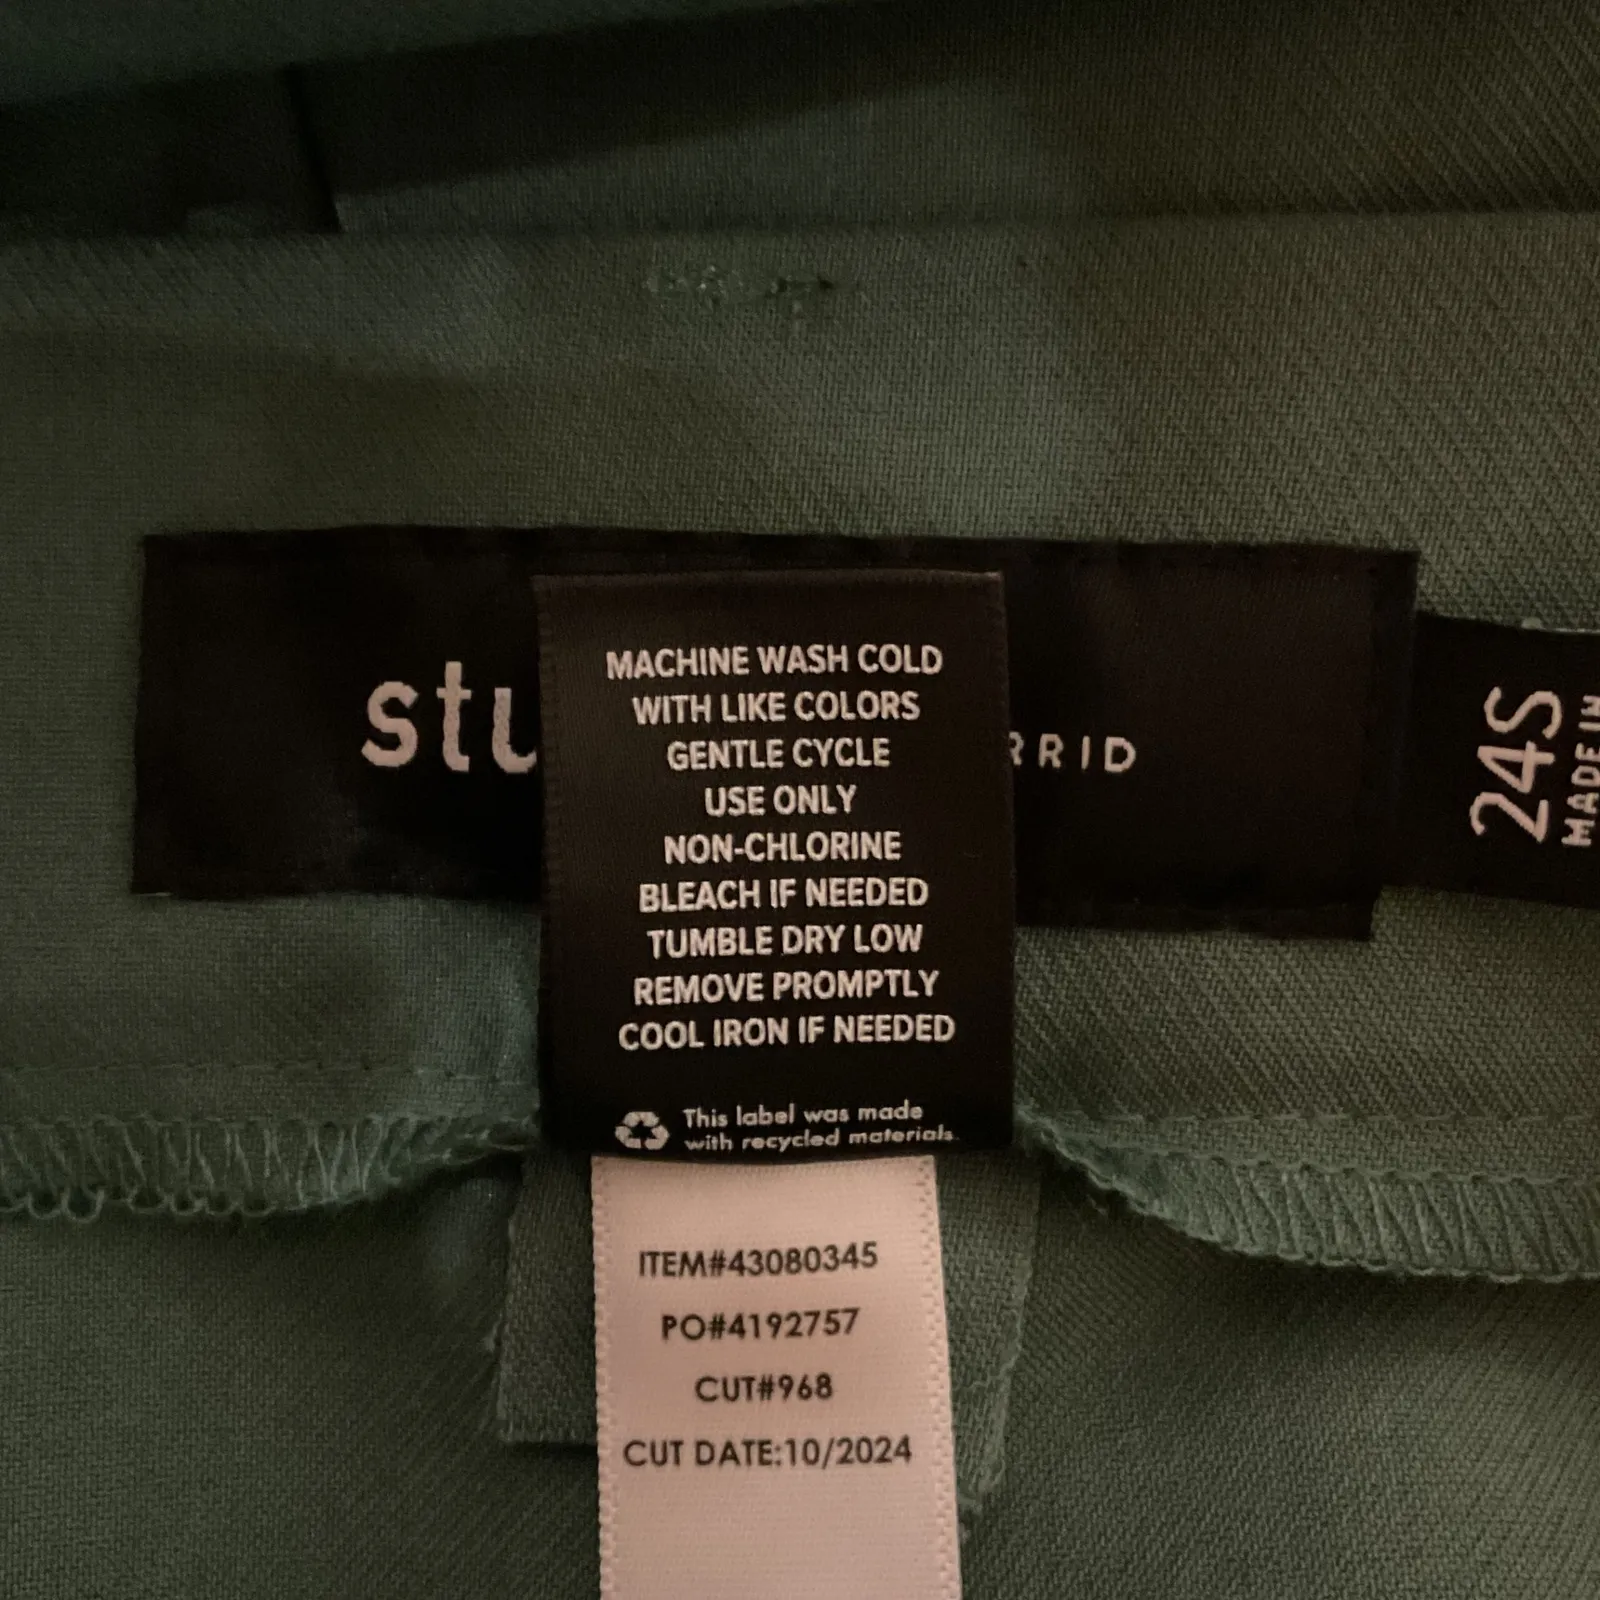 MACHINE WASH COLD
WITH LIKE COLORS
GENTLE CYCLE
USE ONLY
NON-CHLORINE
BLEACH IF NEEDED
TUMBLE DRY LOW
REMOVE PROMPTLY
COOL IRON IF NEEDED
This label was made
with recycled materials.
stu
RRID
24S
MADE IN
ITEM#43080345
PO#4192757
CUT#968
CUT DATE:10/2024